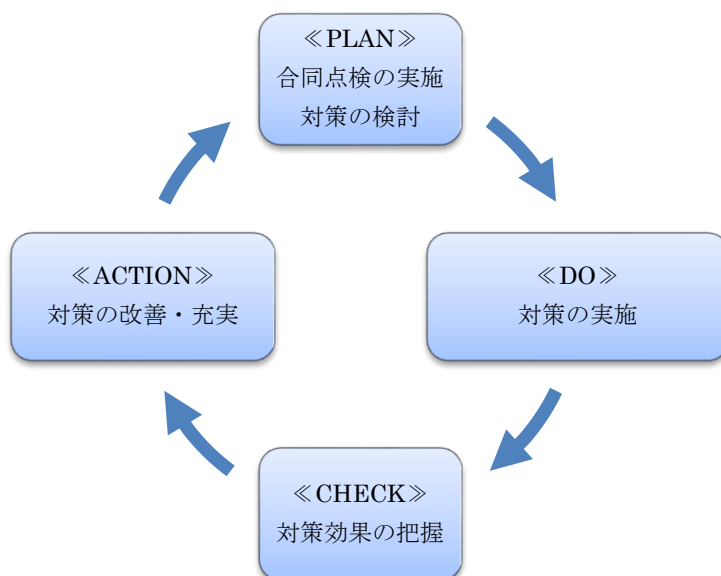 ≪PLAN≫
合同点検の実施
対策の検討
≪DO≫
対策の実施
≪CHECK≫
対策効果の把握
≪ACTION≫
対策の改善・充実